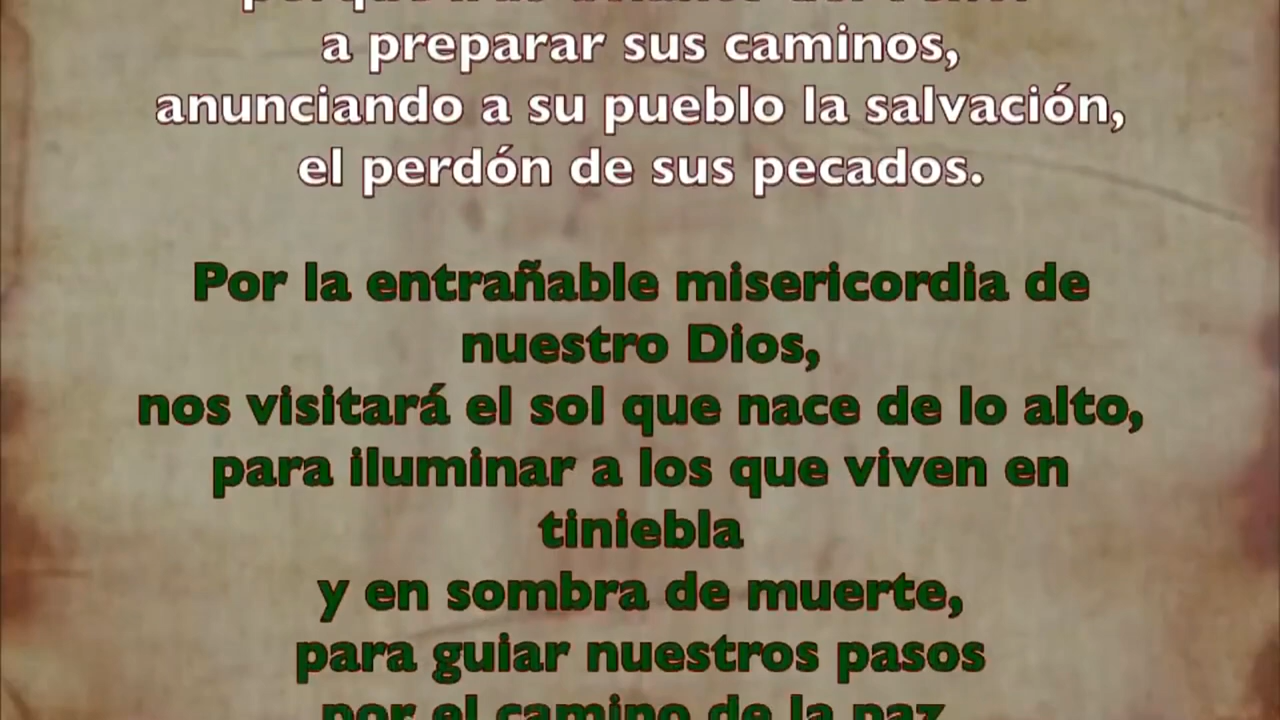 a preparar sus caminos,
anunciando a su pueblo la salvación,
el perdón de sus pecados.
Por la entrañable misericordia de
nuestro Dios,
nos visitará el sol que nace de lo alto,
para iluminar a los que viven en
tiniebla
y en sombra de muerte,
para guiar nuestros pasos
por el camino de la paz